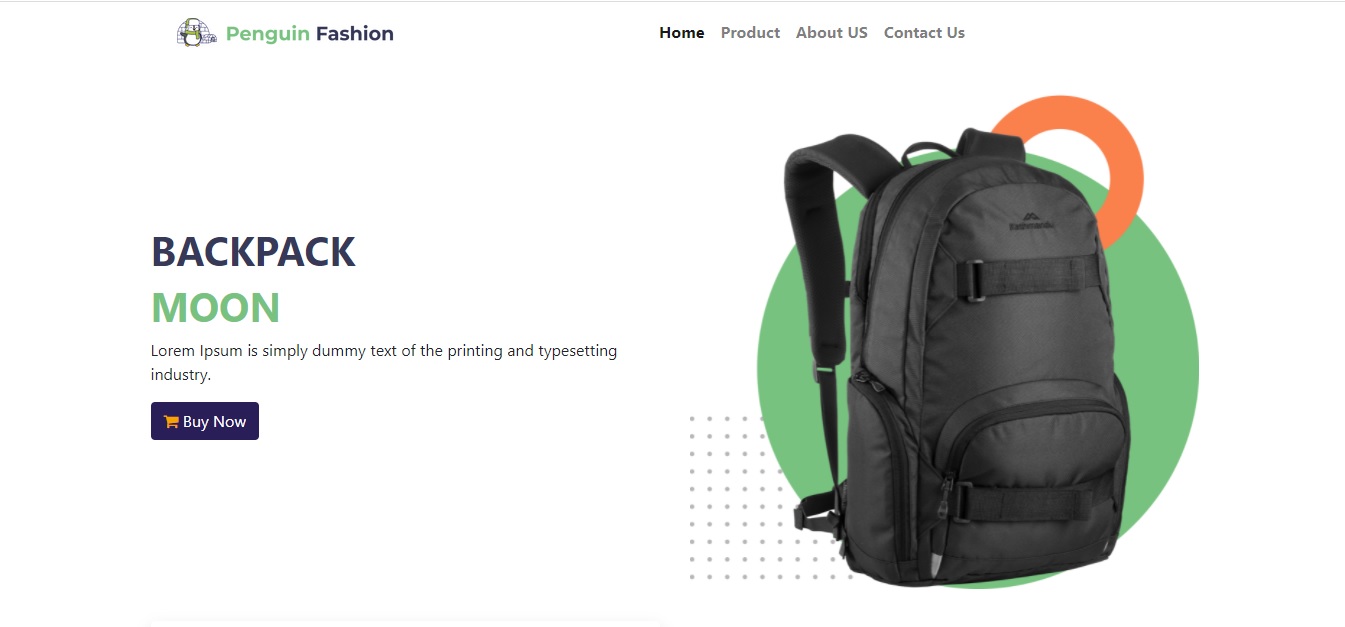 Penguin Fashion
Home Product About US Contact Us
BACKPACK
MOON
Lorem Ipsum is simply dummy text of the printing and typesetting
industry.
Buy Now
Kathmandu